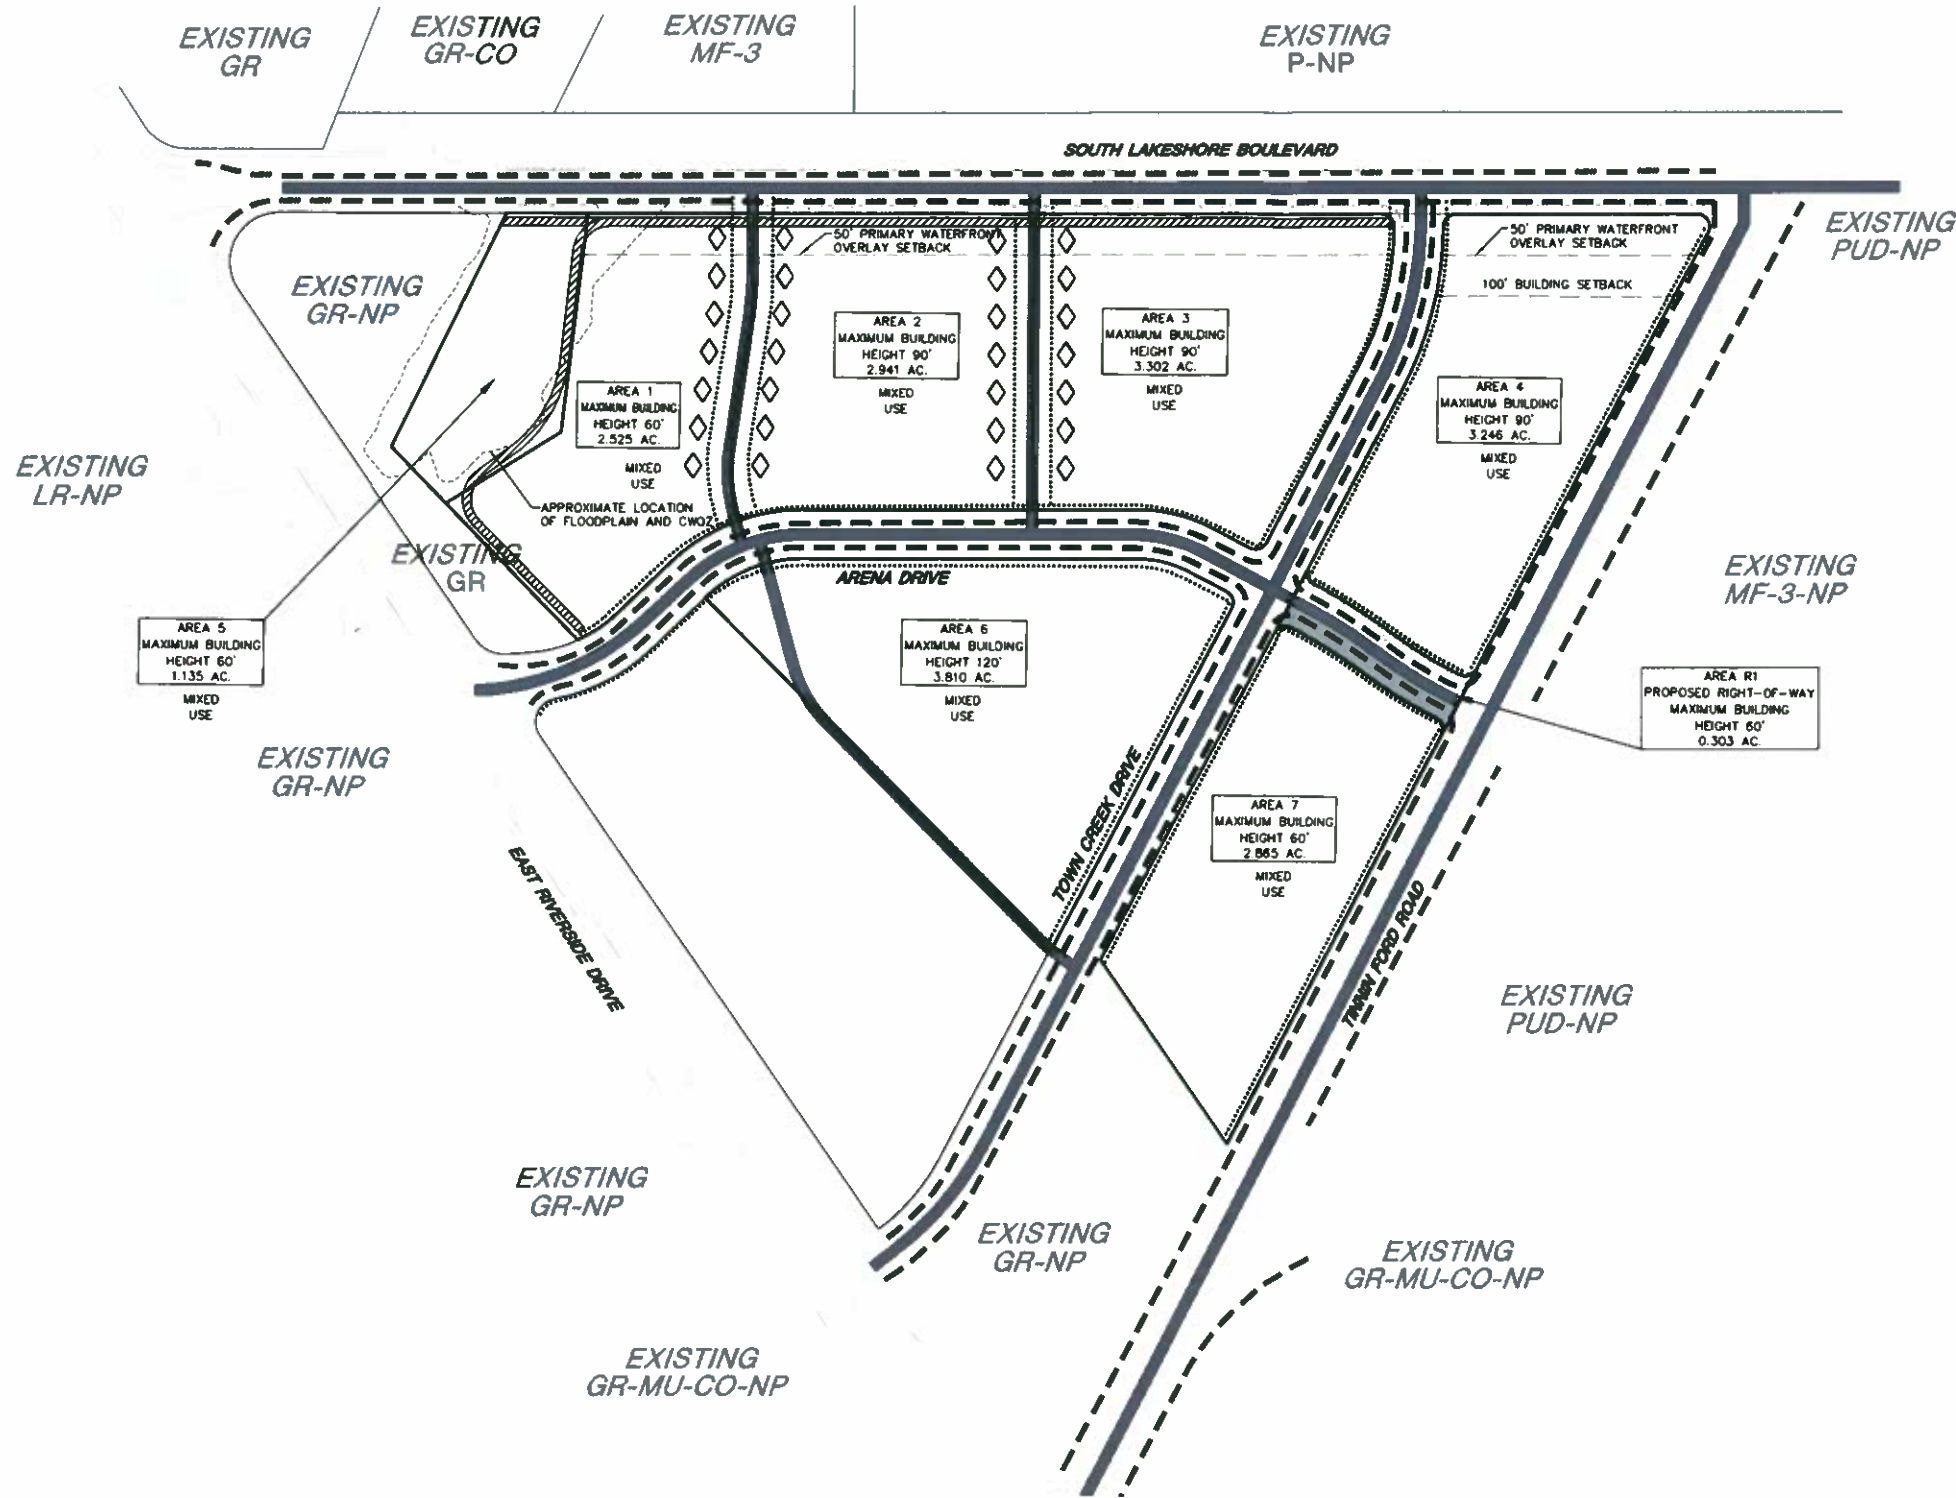 EXISTING
GR
EXISTING
GR-CO
EXISTING
MF-3
EXISTING
P-NP
SOUTH LAKESHORE BOULEVARD
EXISTING
PUD-NP
50' PRIMARY WATERFRONT
OVERLAY SETBACK
50' PRIMARY WATERFRONT
OVERLAY SETBACK
100' BUILDING SETBACK
EXISTING
GR-NP
AREA 1
MAXIMUM BUILDING
HEIGHT 60'
2.525 AC.
MIXED
USE
AREA 2
MAXIMUM BUILDING
HEIGHT 90'
2.941 AC.
MIXED
USE
AREA 3
MAXIMUM BUILDING
HEIGHT 90'
3.302 AC.
MIXED
USE
AREA 4
MAXIMUM BUILDING
HEIGHT 90'
3.246 AC.
MIXED
USE
EXISTING
LR-NP
APPROXIMATE LOCATION
OF FLOODPLAIN AND CWQZ
EXISTING
GR
ARENA DRIVE
EXISTING
MF-3-NP
AREA 5
MAXIMUM BUILDING
HEIGHT 60'
1.135 AC.
MIXED
USE
AREA 6
MAXIMUM BUILDING
HEIGHT 120'
3.810 AC.
MIXED
USE
AREA R1
PROPOSED RIGHT-OF-WAY
MAXIMUM BUILDING
HEIGHT 60'
0.303 AC.
EXISTING
GR-NP
TOWN CREEK DRIVE
AREA 7
MAXIMUM BUILDING
HEIGHT 60'
2.865 AC.
MIXED
USE
EAST RIVERSIDE DRIVE
TINNIN FORD ROAD
EXISTING
PUD-NP
EXISTING
GR-NP
EXISTING
GR-NP
EXISTING
GR-MU-CO-NP
EXISTING
GR-MU-CO-NP